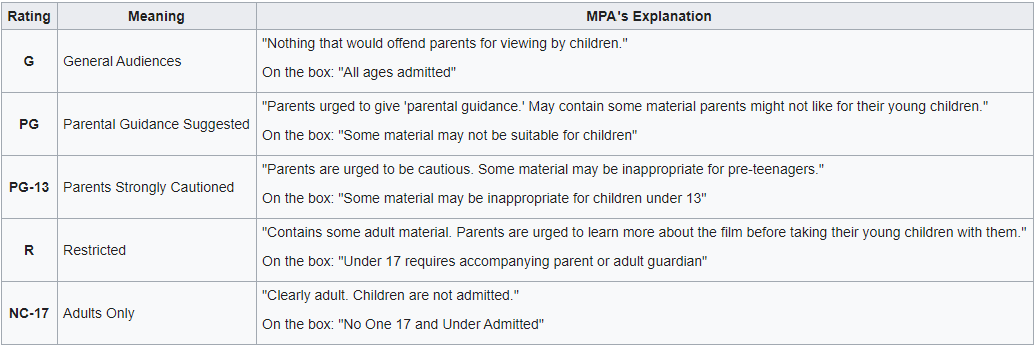 Rating Meaning MPA's Explanation
G General Audiences "Nothing that would offend parents for viewing by children."
On the box: "All ages admitted"
PG Parental Guidance Suggested "Parents urged to give 'parental guidance.' May contain some material parents might not like for their young children."
On the box: "Some material may not be suitable for children"
PG-13 Parents Strongly Cautioned "Parents are urged to be cautious. Some material may be inappropriate for pre-teenagers."
On the box: "Some material may be inappropriate for children under 13"
R Restricted "Contains some adult material. Parents are urged to learn more about the film before taking their young children with them."
On the box: "Under 17 requires accompanying parent or adult guardian"
NC-17 Adults Only "Clearly adult. Children are not admitted."
On the box: "No One 17 and Under Admitted"